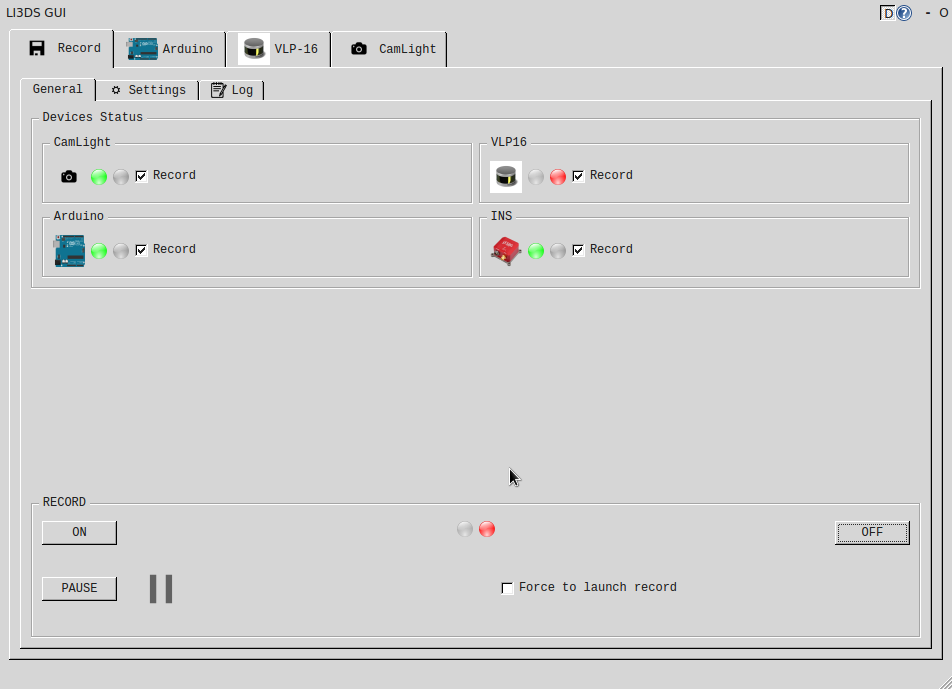 LI3DS GUI
D ? - O
Record Arduino VLP-16 CamLight
General Settings Log
Devices Status
CamLight
Record
VLP16
Record
Arduino
Record
INS
Record
RECORD
ON
OFF
PAUSE
Force to launch record